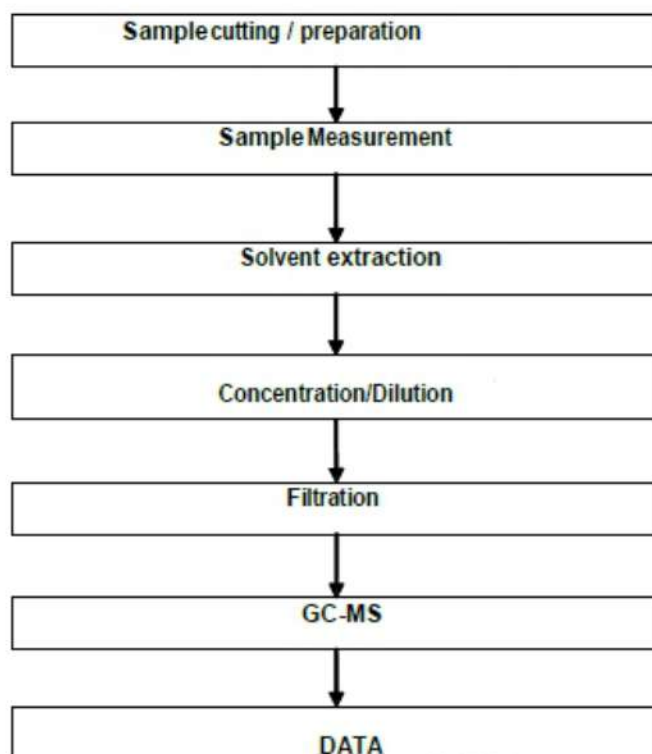 Sample cutting / preparation
Sample Measurement
Solvent extraction
Concentration/Dilution
Filtration
GC-MS
DATA